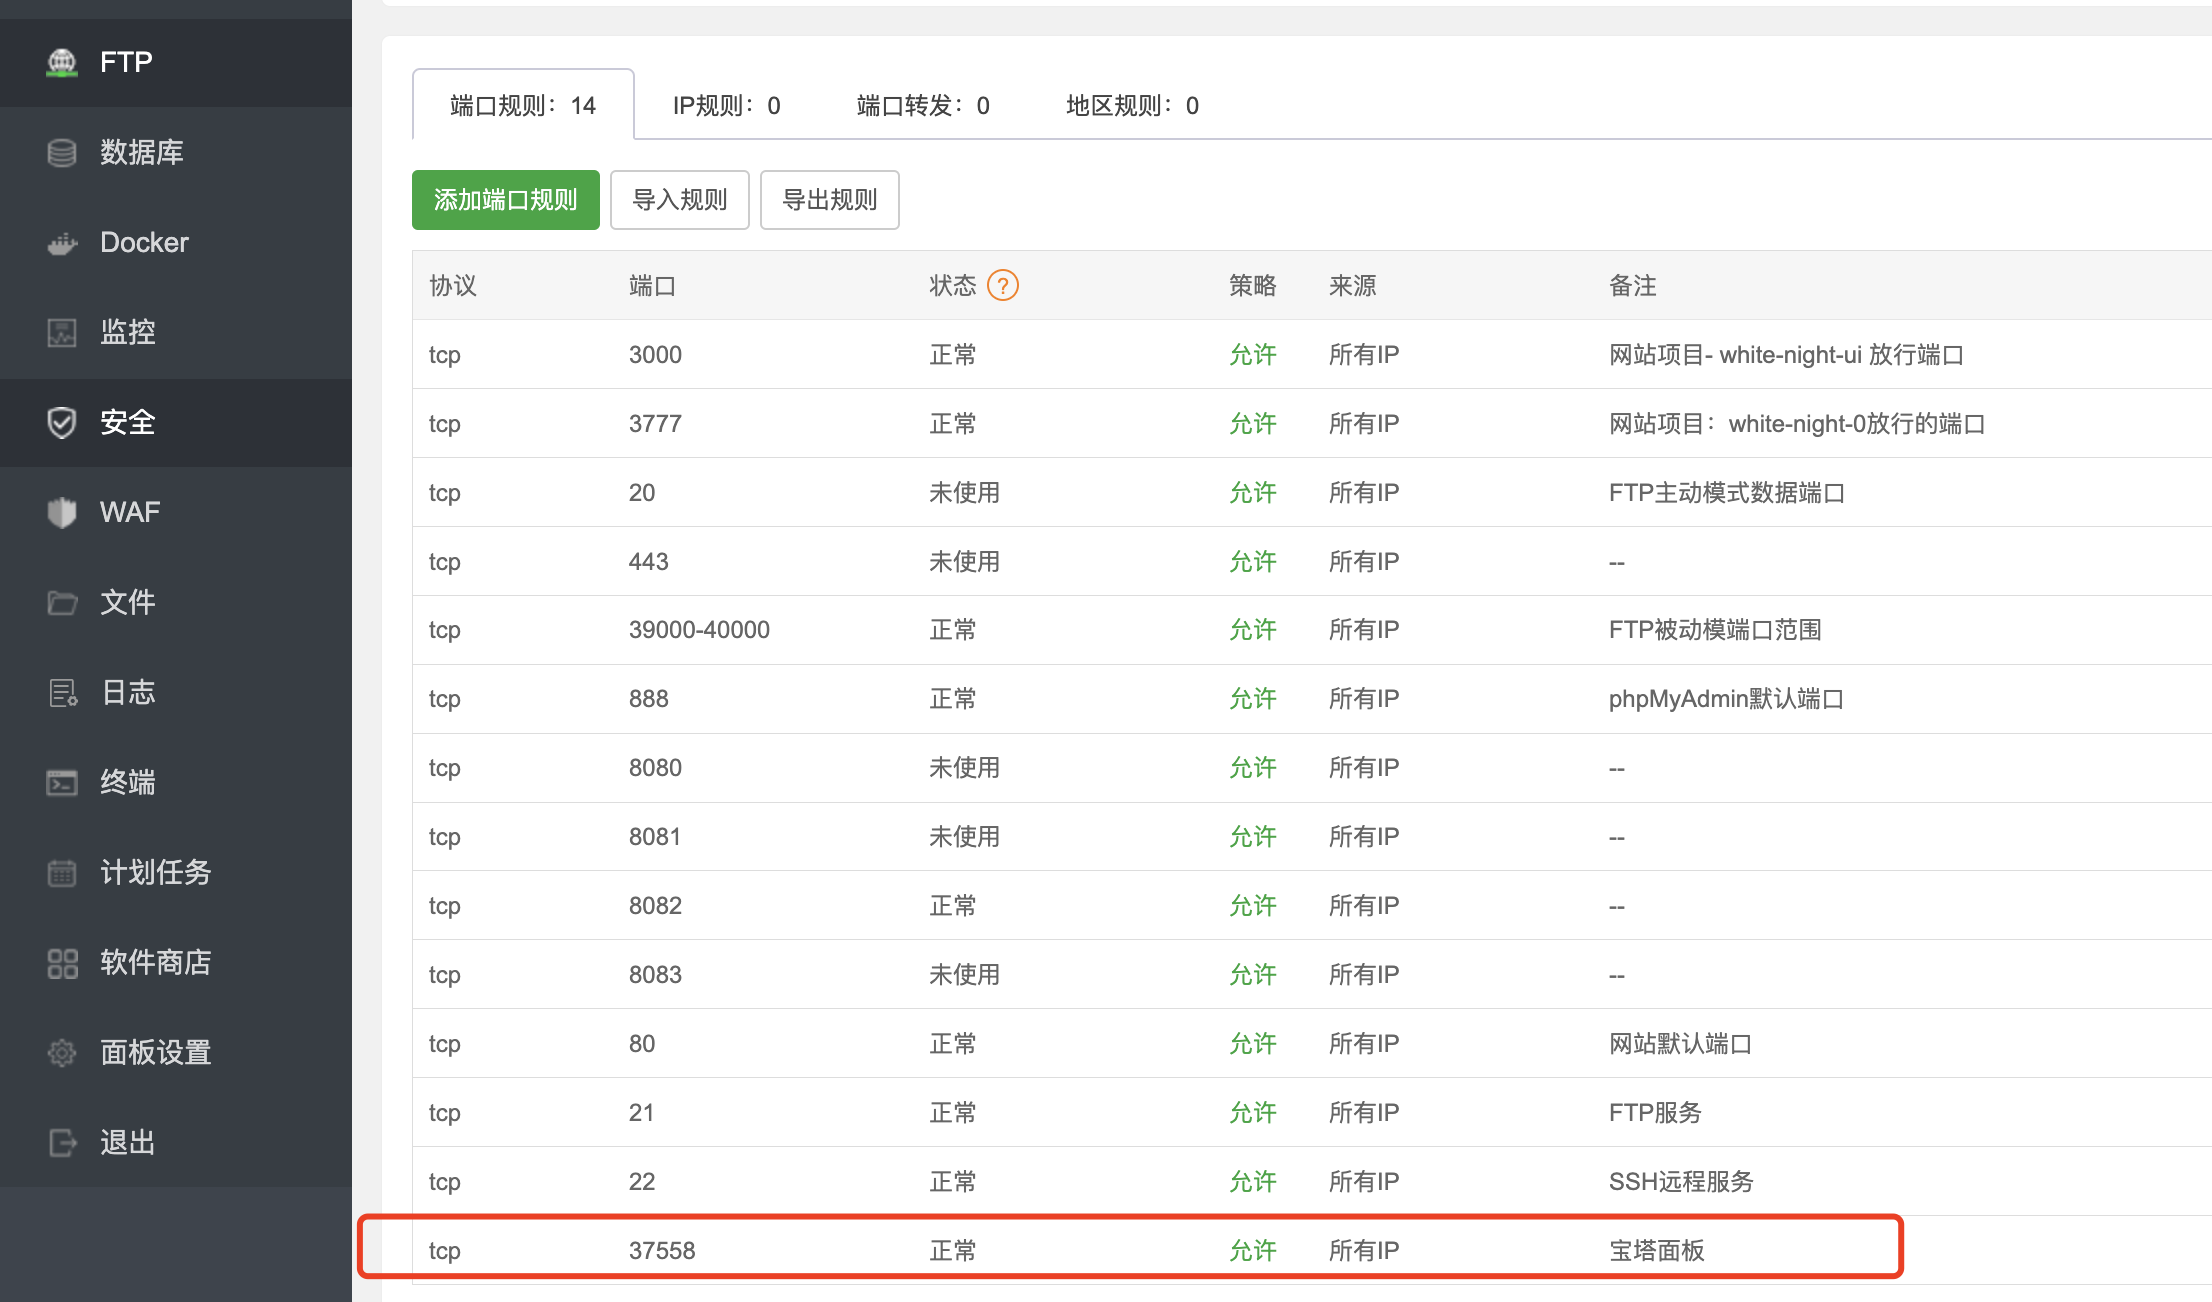 FTP
数据库
Docker
监控
安全
WAF
文件
日志
终端
计划任务
软件商店
面板设置
退出
端口规则：14 IP规则：0 端口转发：0 地区规则：0
添加端口规则 导入规则 导出规则
协议 端口 状态 ? 策略 来源 备注
tcp 3000 正常 允许 所有IP 网站项目- white-night-ui 放行端口
tcp 3777 正常 允许 所有IP 网站项目：white-night-0放行的端口
tcp 20 未使用 允许 所有IP FTP主动模式数据端口
tcp 443 未使用 允许 所有IP --
tcp 39000-40000 正常 允许 所有IP FTP被动模端口范围
tcp 888 正常 允许 所有IP phpMyAdmin默认端口
tcp 8080 未使用 允许 所有IP --
tcp 8081 未使用 允许 所有IP --
tcp 8082 正常 允许 所有IP --
tcp 8083 未使用 允许 所有IP --
tcp 80 正常 允许 所有IP 网站默认端口
tcp 21 正常 允许 所有IP FTP服务
tcp 22 正常 允许 所有IP SSH远程服务
tcp 37558 正常 允许 所有IP 宝塔面板